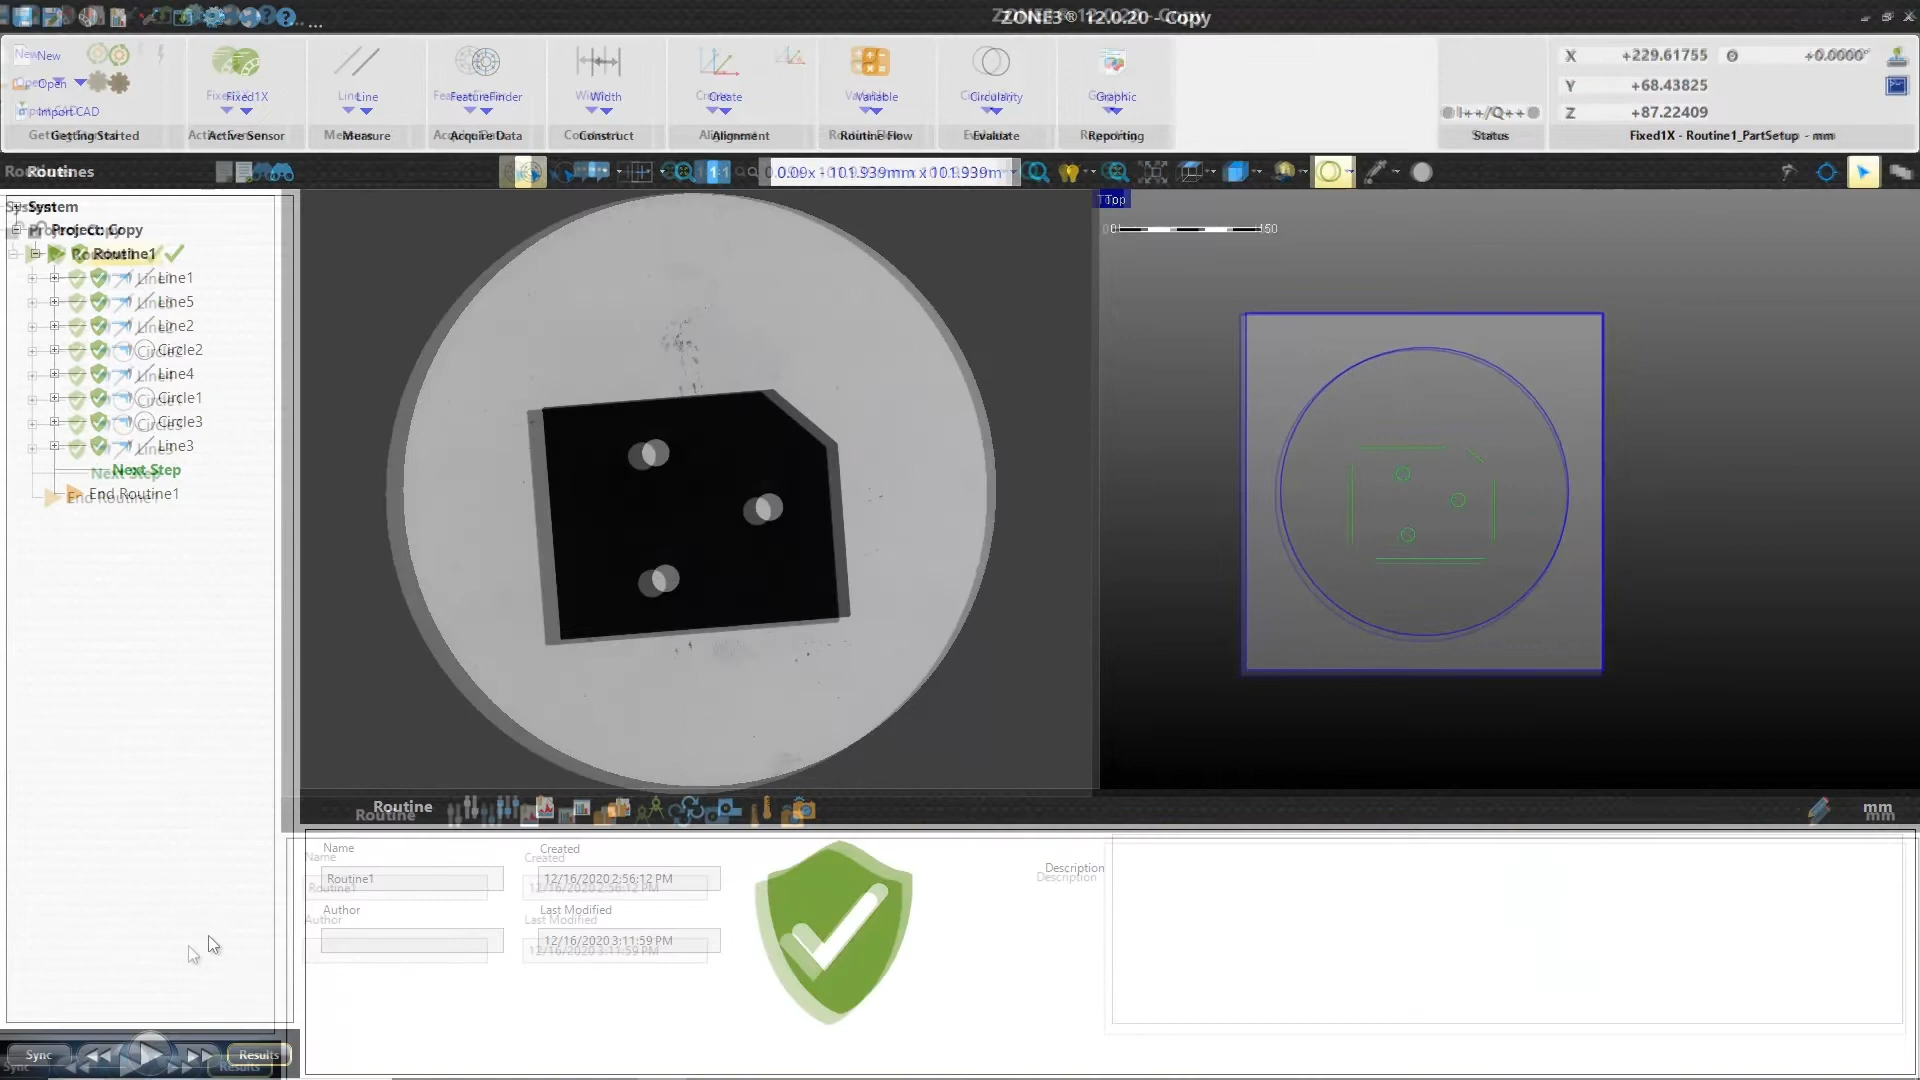 ZONE3® 12.0.20 - Copy
New
Open
Import CAD
Getting Started
Fixed1X
Active Sensor
Line
Measure
FeatureFinder
Acquire Data
Width
Construct
Create
Alignment
Variable
Routine Flow
Circularity
Evaluate
Graphic
Reporting
I++/Q++
Status
X +229.61755 Θ +0.0000°
Y +68.43825
Z +87.22409
Fixed1X - Routine1_PartSetup - mm
Routines
1:1
0.09x - 101.939mm x 101.939m
System
Project: Copy
Routine1
Line1
Line5
Line2
Circle2
Line4
Circle1
Circle3
Line3
Next Step
End Routine1
Top
0 150
Routine
mm
Name
Routine1
Created
12/16/2020 2:56:12 PM
Author
Last Modified
12/16/2020 3:11:59 PM
Description
Sync
Results